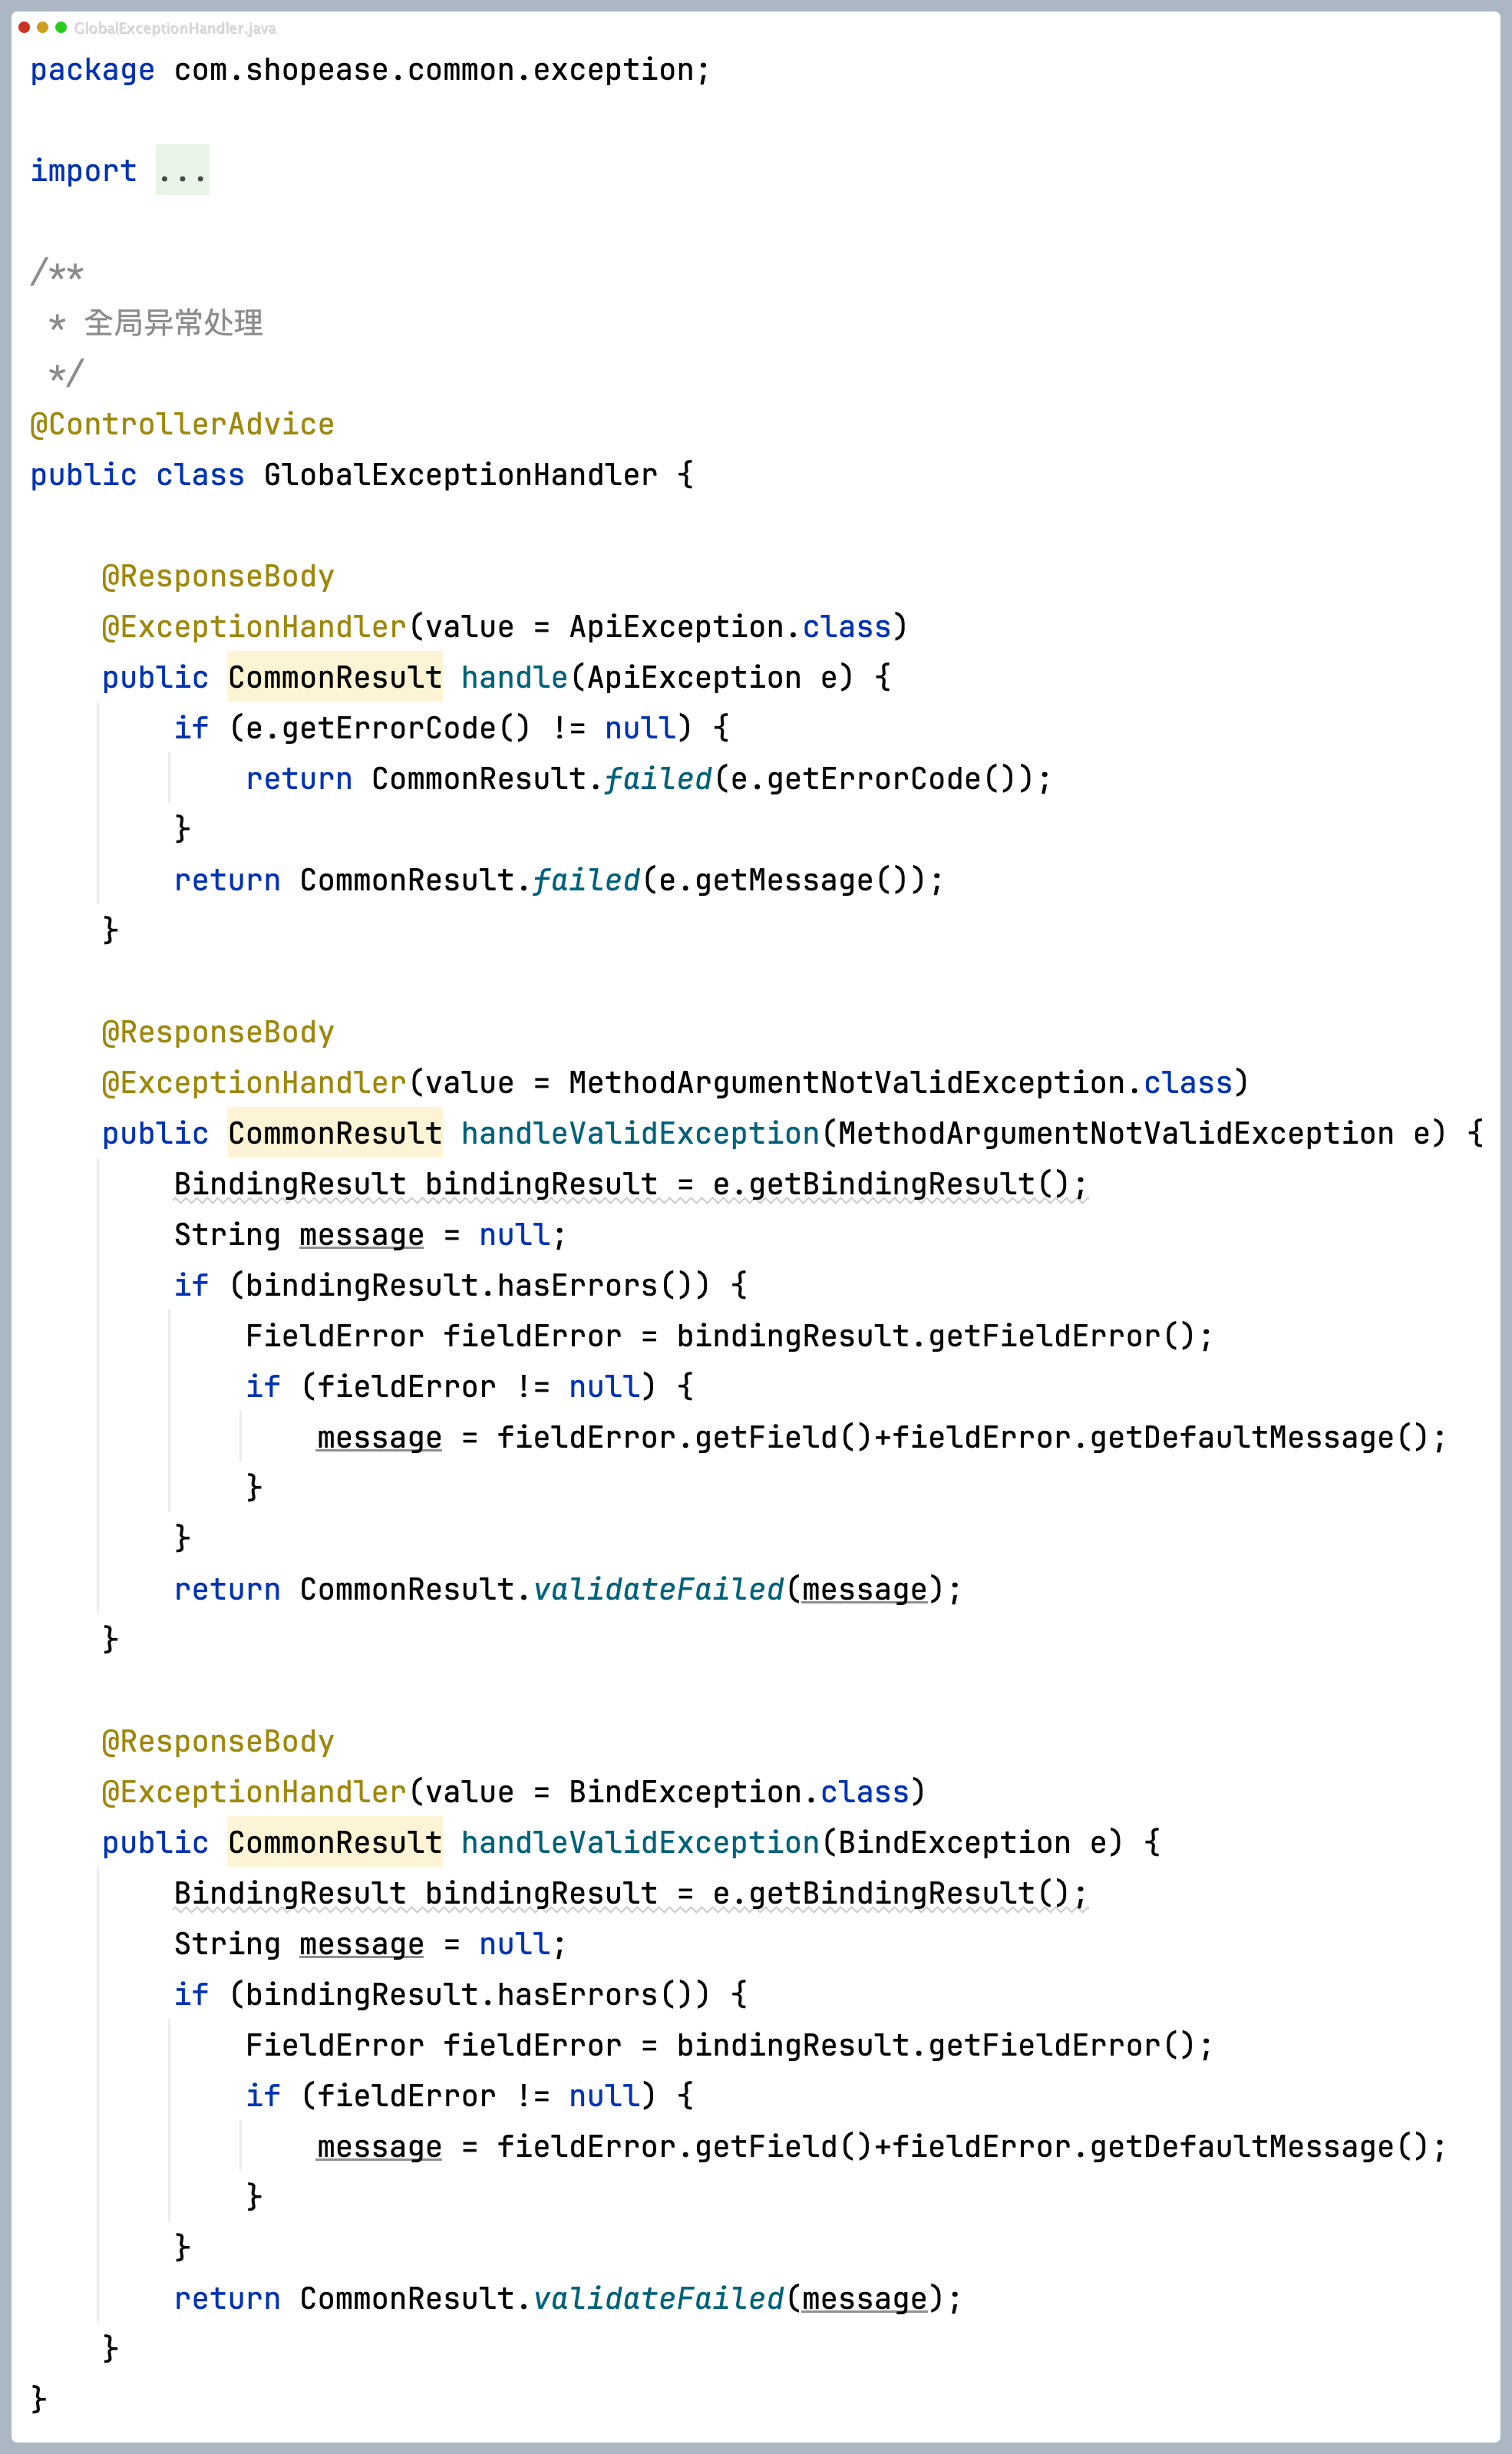 GlobalExceptionHandler.java
package com.shopease.common.exception;
import ...
/**
 * 全局异常处理
 */
@ControllerAdvice
public class GlobalExceptionHandler {
    @ResponseBody
    @ExceptionHandler(value = ApiException.class)
    public CommonResult handle(ApiException e) {
        if (e.getErrorCode() != null) {
            return CommonResult.failed(e.getErrorCode());
        }
        return CommonResult.failed(e.getMessage());
    }
    @ResponseBody
    @ExceptionHandler(value = MethodArgumentNotValidException.class)
    public CommonResult handleValidException(MethodArgumentNotValidException e) {
        BindingResult bindingResult = e.getBindingResult();
        String message = null;
        if (bindingResult.hasErrors()) {
            FieldError fieldError = bindingResult.getFieldError();
            if (fieldError != null) {
                message = fieldError.getField()+fieldError.getDefaultMessage();
            }
        }
        return CommonResult.validateFailed(message);
    }
    @ResponseBody
    @ExceptionHandler(value = BindException.class)
    public CommonResult handleValidException(BindException e) {
        BindingResult bindingResult = e.getBindingResult();
        String message = null;
        if (bindingResult.hasErrors()) {
            FieldError fieldError = bindingResult.getFieldError();
            if (fieldError != null) {
                message = fieldError.getField()+fieldError.getDefaultMessage();
            }
        }
        return CommonResult.validateFailed(message);
    }
}